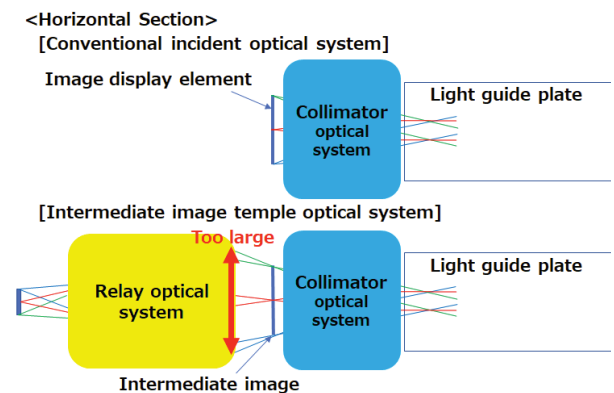 <Horizontal Section>
[Conventional incident optical system]
Image display element
Light guide plate
Collimator
optical
system
[Intermediate image temple optical system]
Too large
Light guide plate
Relay optical
system
Collimator
optical
system
Intermediate image